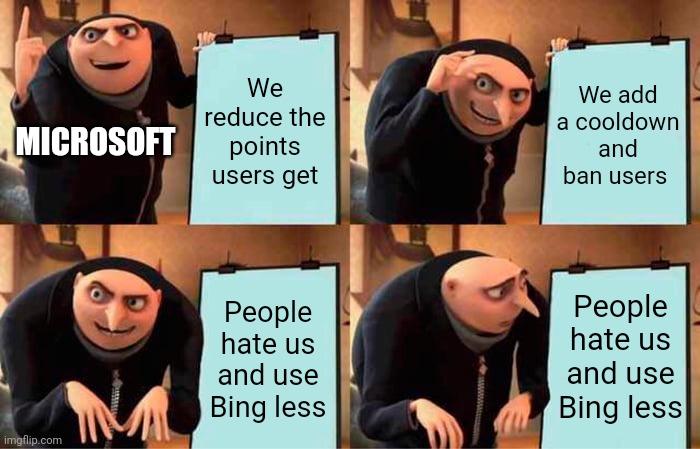 MICROSOFT
We
reduce the
points
users get
We add
a cooldown
and
ban users
People
hate us
and use
Bing less
People
hate us
and use
Bing less
imgflip.com